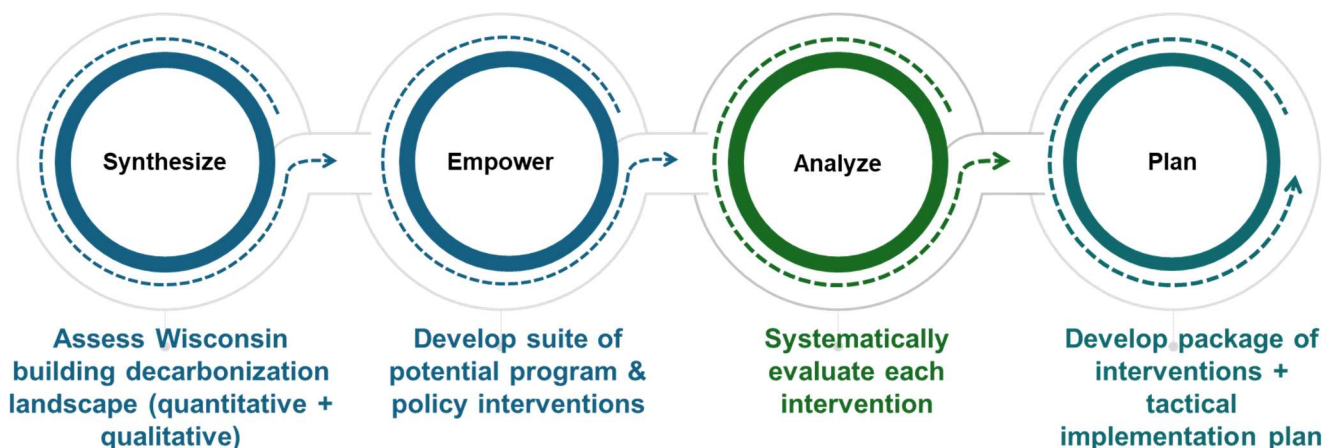 Synthesize
Empower
Analyze
Plan
Assess Wisconsin
building decarbonization
landscape (quantitative +
qualitative)
Develop suite of
potential program &
policy interventions
Systematically
evaluate each
intervention
Develop package of
interventions +
tactical
implementation plan